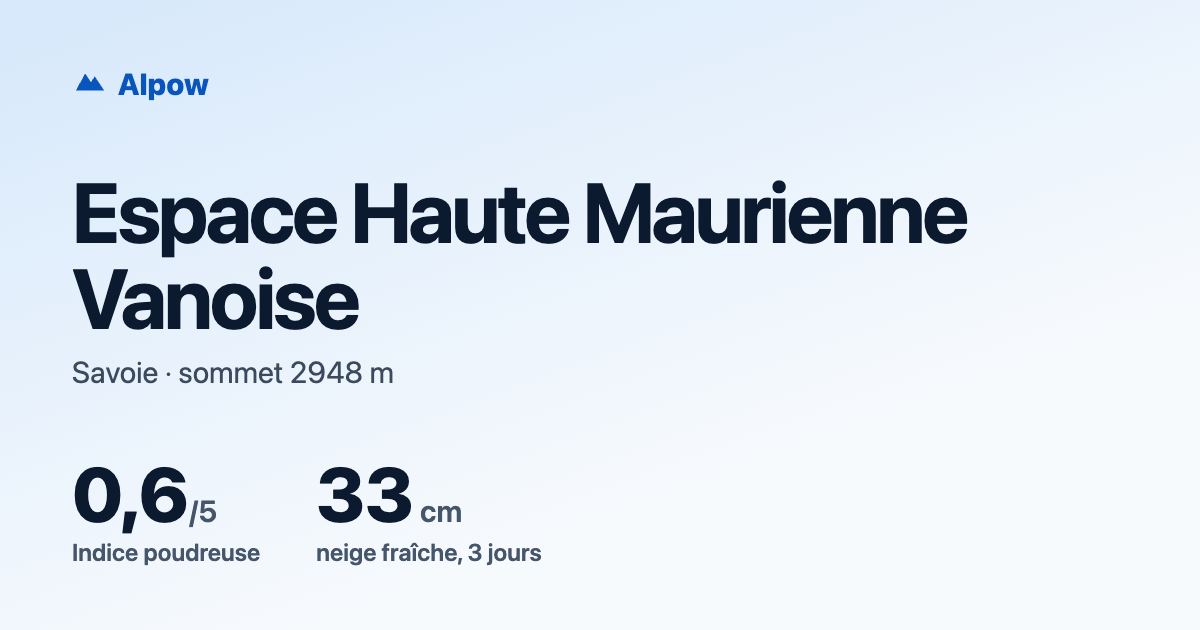 Alpow
Espace Haute Maurienne
Vanoise
Savoie · sommet 2948 m
0,6/5
Indice poudreuse
33 cm
neige fraîche, 3 jours